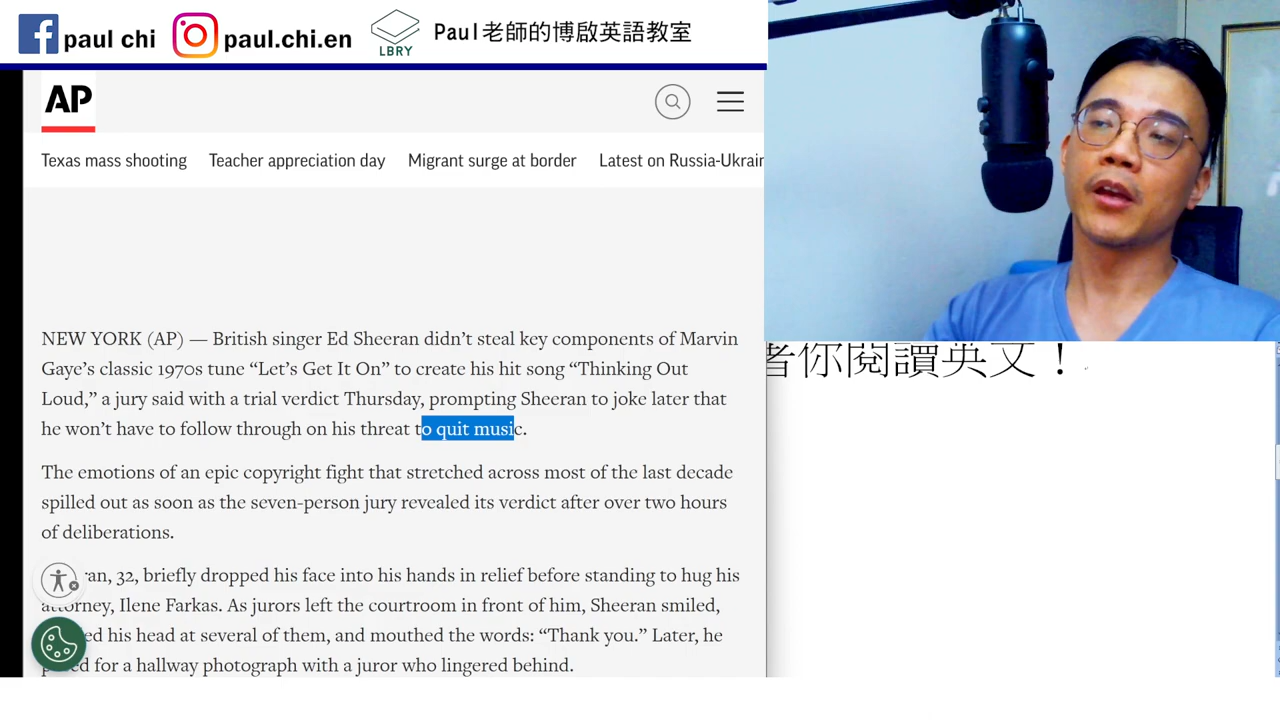 paul chi
paul.chi.en
LBRY
Paul老師的博啟英語教室
AP
Texas mass shooting
Teacher appreciation day
Migrant surge at border
Latest on Russia-Ukrain
NEW YORK (AP) — British singer Ed Sheeran didn’t steal key components of Marvin
Gaye’s classic 1970s tune “Let’s Get It On” to create his hit song “Thinking Out
Loud,” a jury said with a trial verdict Thursday, prompting Sheeran to joke later that
he won’t have to follow through on his threat to quit music.
The emotions of an epic copyright fight that stretched across most of the last decade
spilled out as soon as the seven-person jury revealed its verdict after over two hours
of deliberations.
ran, 32, briefly dropped his face into his hands in relief before standing to hug his
attorney, Ilene Farkas. As jurors left the courtroom in front of him, Sheeran smiled,
ed his head at several of them, and mouthed the words: “Thank you.” Later, he
for a hallway photograph with a juror who lingered behind.
者你閱讀英文！